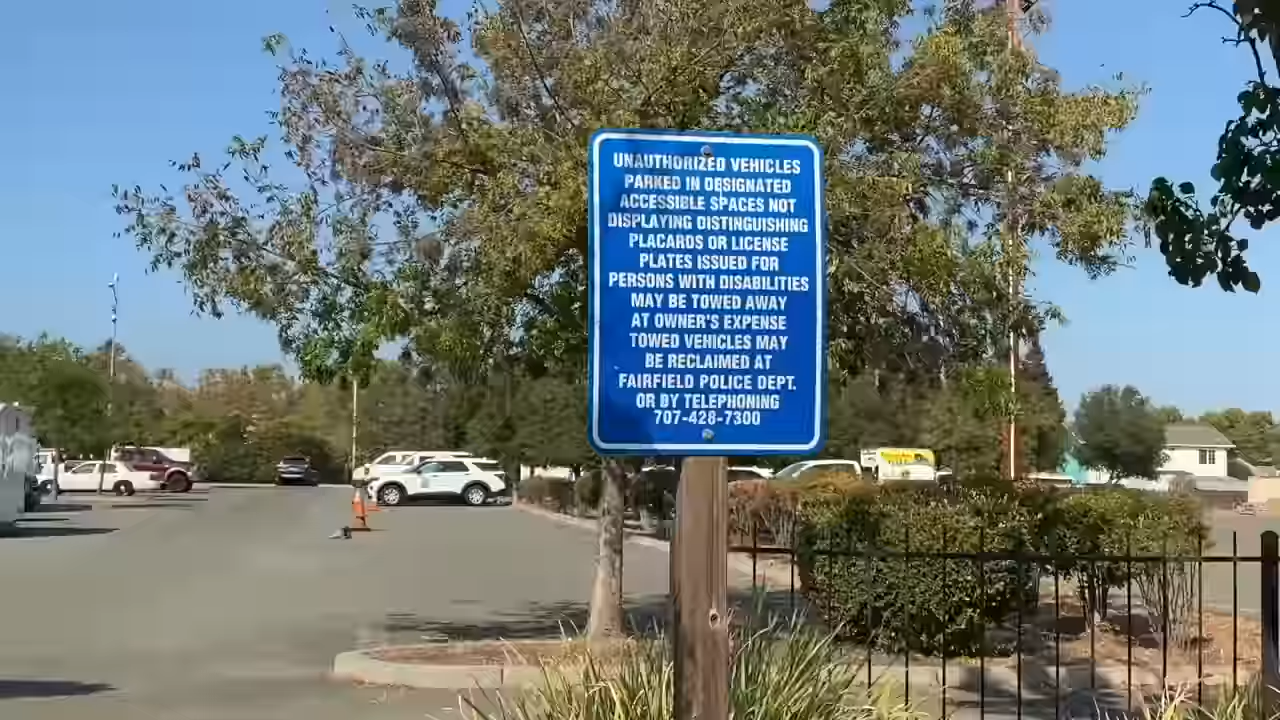 UNAUTHORIZED VEHICLES
PARKED IN DESIGNATED
ACCESSIBLE SPACES NOT
DISPLAYING DISTINGUISHING
PLACARDS OR LICENSE
PLATES ISSUED FOR
PERSONS WITH DISABILITIES
MAY BE TOWED AWAY
AT OWNER'S EXPENSE
TOWED VEHICLES MAY
BE RECLAIMED AT
FAIRFIELD POLICE DEPT.
OR BY TELEPHONING
707-428-7300